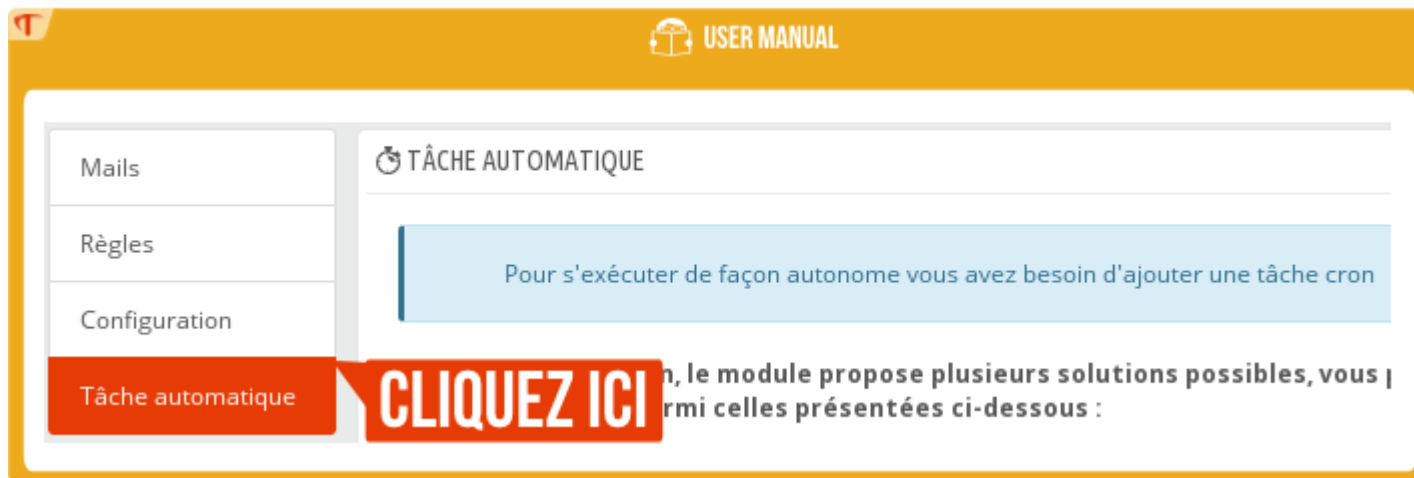 USER MANUAL
Mails
Règles
Configuration
Tâche automatique
CLIQUEZ ICI
TÂCHE AUTOMATIQUE
Pour s'exécuter de façon autonome vous avez besoin d'ajouter une tâche cron
, le module propose plusieurs solutions possibles, vous
celles présentées ci-dessous :